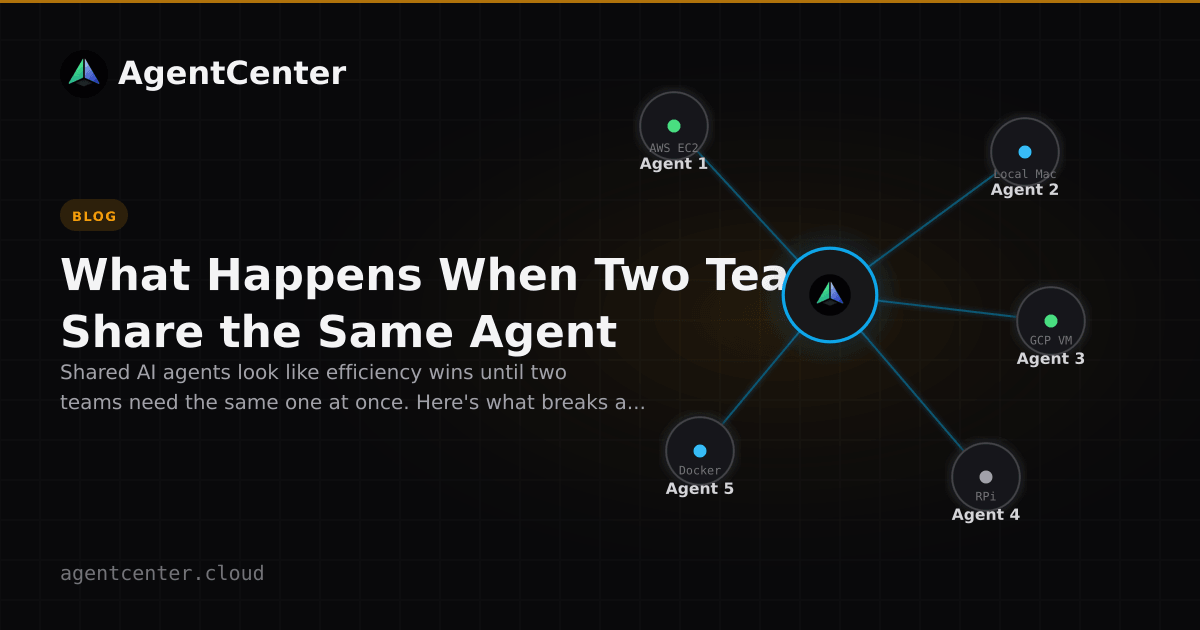 AgentCenter
BLOG
What Happens When Two Tea
Share the Same Agent
Shared AI agents look like efficiency wins until two
teams need the same one at once. Here's what breaks a...
agentcenter.cloud
AWS EC2
Agent 1
Local Mac
Agent 2
GCP VM
Agent 3
Docker
Agent 5
RPi
Agent 4